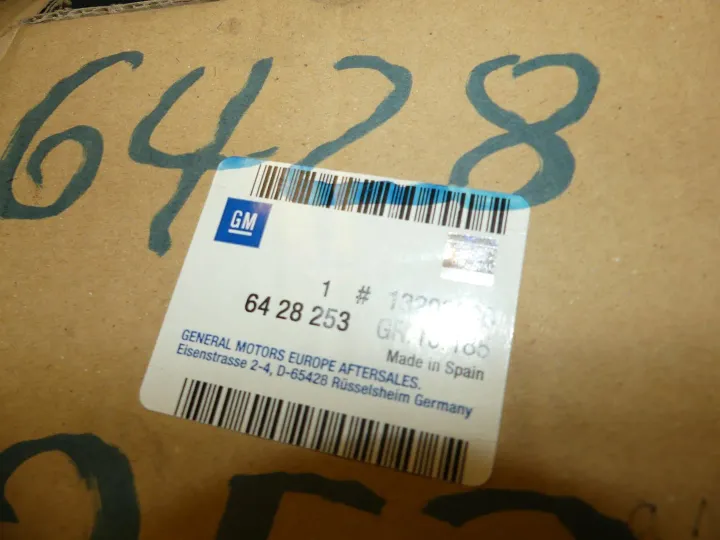 6428
GM
1 #
64 28 253
Made in Spain
GENERAL MOTORS EUROPE AFTERSALES.
Eisenstrasse 2-4, D-65428 Rüsselsheim Germany
253